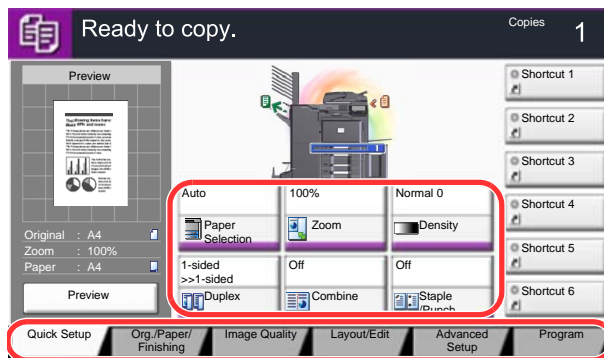 Ready to copy.
Copies 1
Preview
Original : A4
Zoom : 100%
Paper : A4
Preview
1
Auto
Paper
Selection
100%
Zoom
Normal 0
Density
1-sided
>>1-sided
Duplex
Off
Combine
Off
Staple
/Punch
Shortcut 1
Shortcut 2
Shortcut 3
Shortcut 4
Shortcut 5
Shortcut 6
Quick Setup
Org./Paper/
Finishing
Image Quality
Layout/Edit
Advanced
Setup
Program